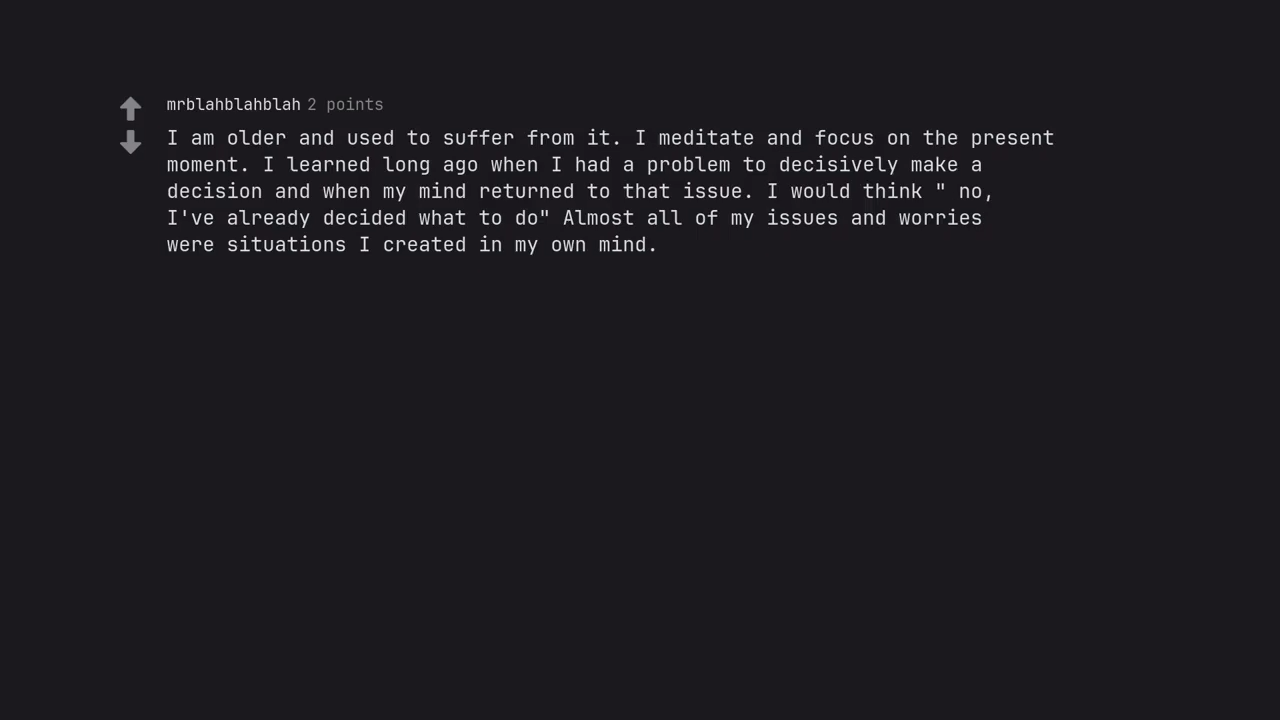 mrblahblahblah 2 points
I am older and used to suffer from it. I meditate and focus on the present
moment. I learned long ago when I had a problem to decisively make a
decision and when my mind returned to that issue. I would think " no,
I've already decided what to do" Almost all of my issues and worries
were situations I created in my own mind.